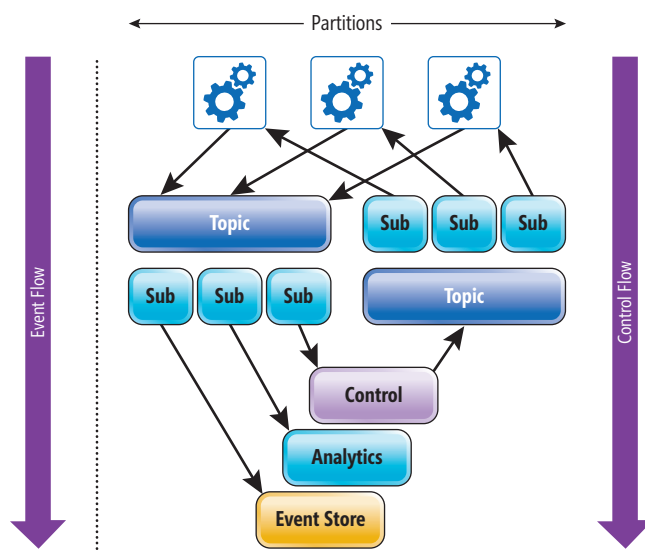 Partitions
Topic
Sub
Sub
Sub
Sub
Sub
Sub
Topic
Event Flow
Control Flow
Control
Analytics
Event Store